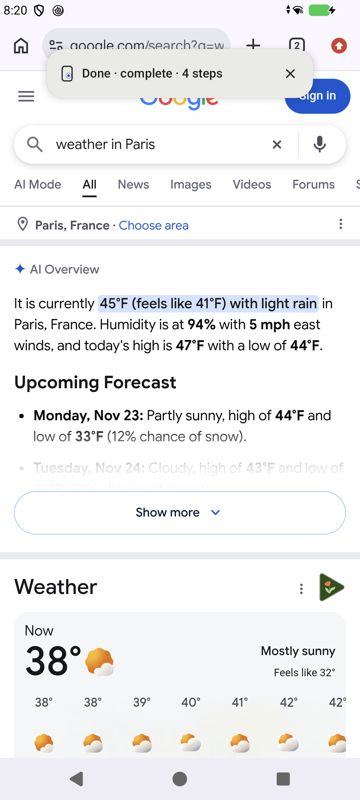 8:20
google.com/search?q=w
2
Done · complete · 4 steps
Google
Sign in
weather in Paris
AI Mode All News Images Videos Forums
Paris, France · Choose area
AI Overview
It is currently 45°F (feels like 41°F) with light rain in
Paris, France. Humidity is at 94% with 5 mph east
winds, and today's high is 47°F with a low of 44°F.
Upcoming Forecast
• Monday, Nov 23: Partly sunny, high of 44°F and
low of 33°F (12% chance of snow).
• Tuesday, Nov 24: Cloudy, high of 43°F and low of
Show more
Weather
Now
38°
Mostly sunny
Feels like 32°
38° 38° 39° 40° 41° 42° 42°